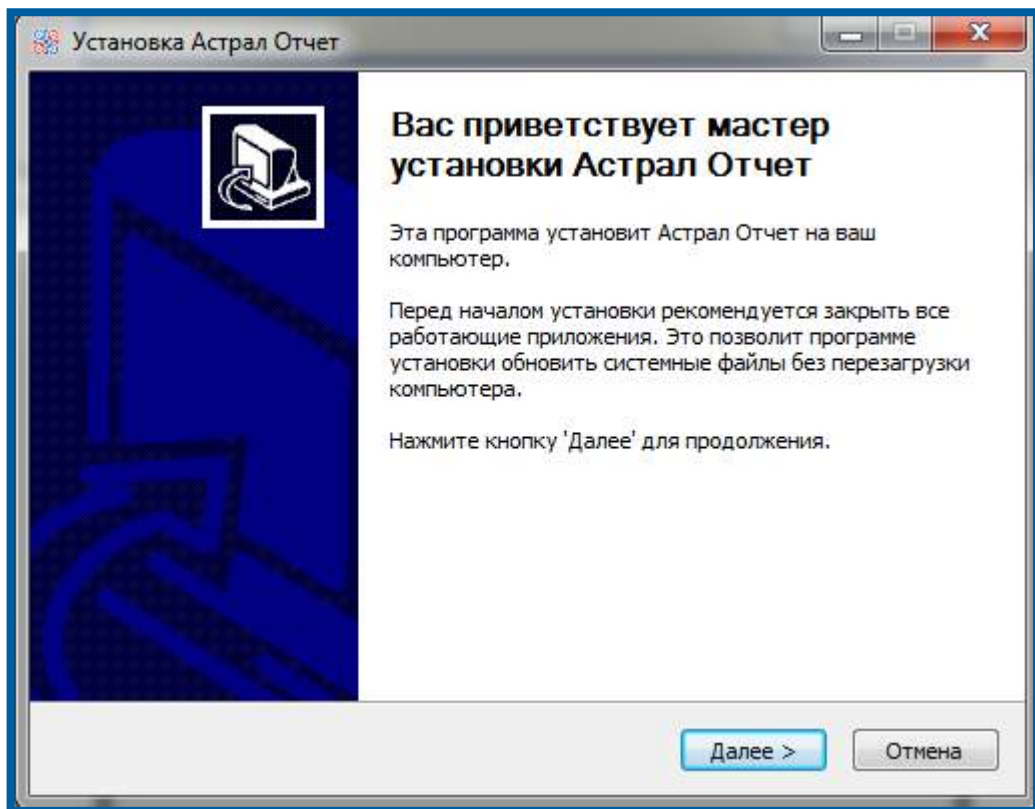 Установка Астрал Отчет
Вас приветствует мастер
установки Астрал Отчет
Эта программа установит Астрал Отчет на ваш
компьютер.
Перед началом установки рекомендуется закрыть все
работающие приложения. Это позволит программе
установки обновить системные файлы без перезагрузки
компьютера.
Нажмите кнопку 'Далее' для продолжения.
Далее >
Отмена